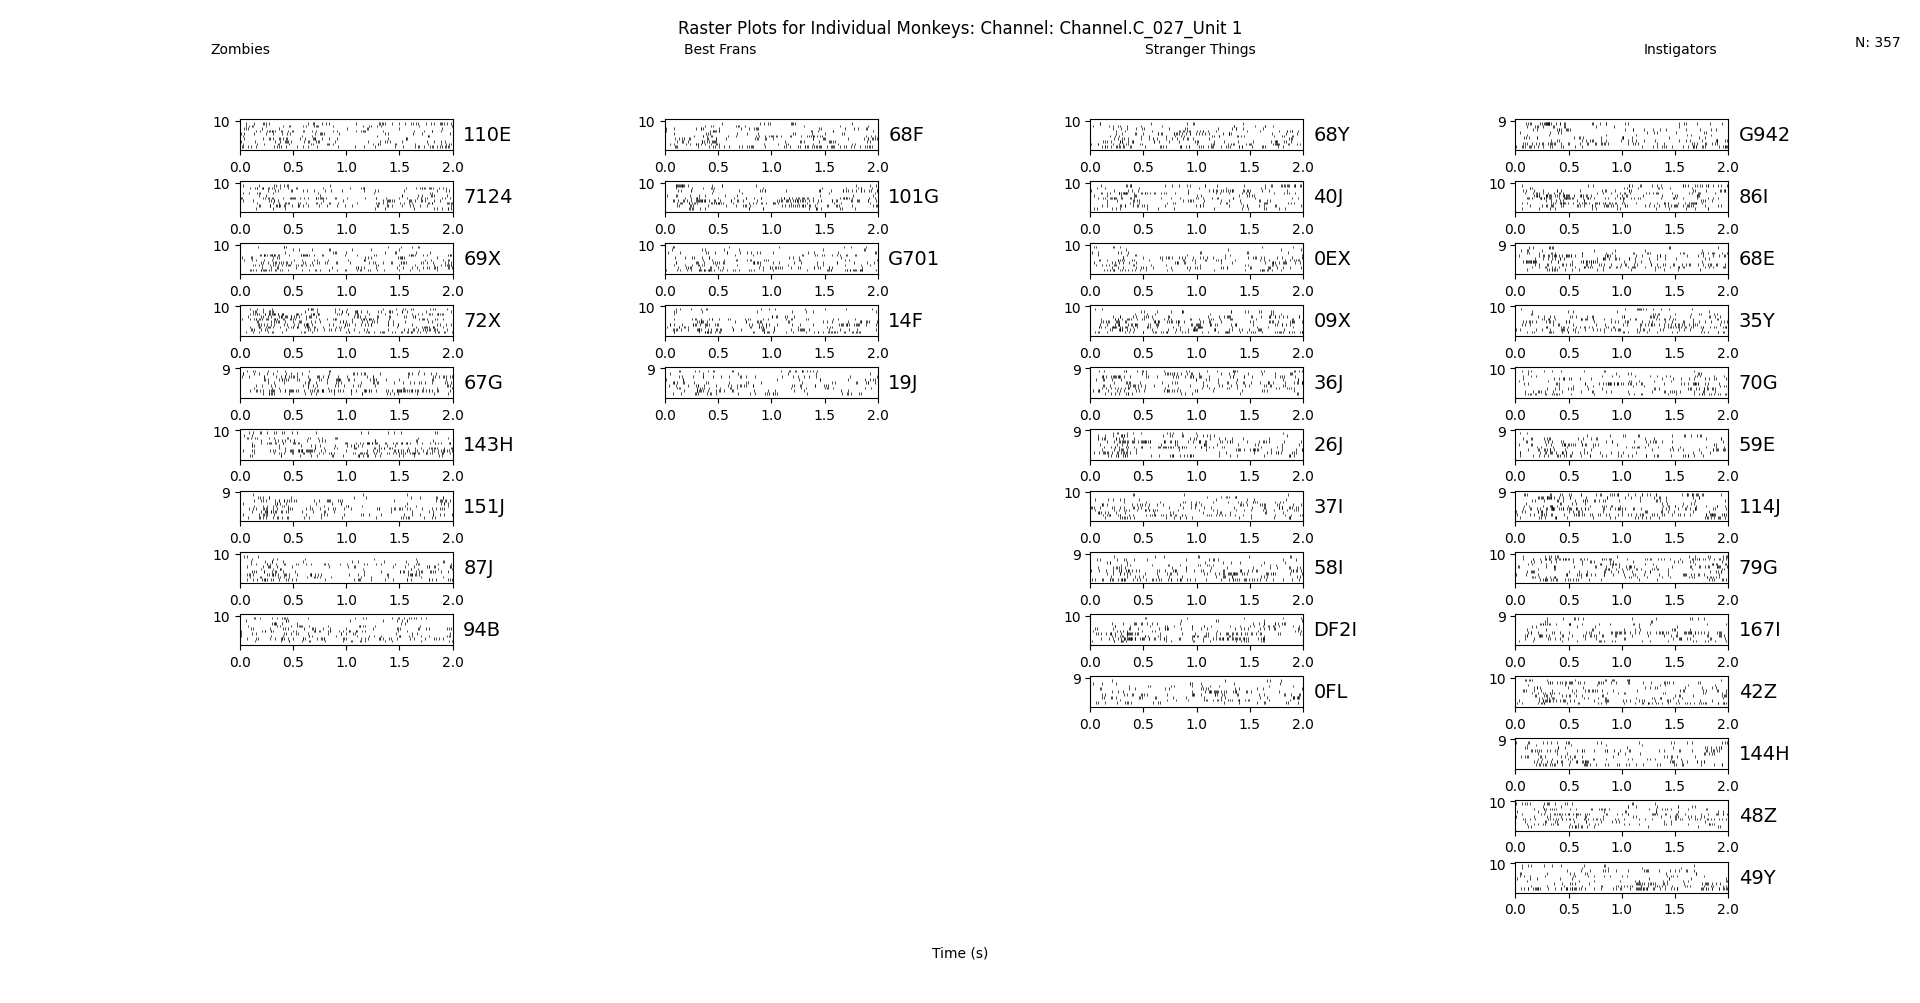 Raster Plots for Individual Monkeys: Channel: Channel.C_027_Unit 1
Zombies Best Frans Stranger Things Instigators N: 357
10 110E 10 68F 10 68Y 9 G942
0.0 0.5 1.0 1.5 2.0 0.0 0.5 1.0 1.5 2.0 0.0 0.5 1.0 1.5 2.0 0.0 0.5 1.0 1.5 2.0
10 7124 10 101G 10 40J 10 86I
0.0 0.5 1.0 1.5 2.0 0.0 0.5 1.0 1.5 2.0 0.0 0.5 1.0 1.5 2.0 0.0 0.5 1.0 1.5 2.0
10 69X 10 G701 10 0EX 9 68E
0.0 0.5 1.0 1.5 2.0 0.0 0.5 1.0 1.5 2.0 0.0 0.5 1.0 1.5 2.0 0.0 0.5 1.0 1.5 2.0
10 72X 10 14F 10 09X 10 35Y
0.0 0.5 1.0 1.5 2.0 0.0 0.5 1.0 1.5 2.0 0.0 0.5 1.0 1.5 2.0 0.0 0.5 1.0 1.5 2.0
9 67G 9 19J 9 36J 10 70G
0.0 0.5 1.0 1.5 2.0 0.0 0.5 1.0 1.5 2.0 0.0 0.5 1.0 1.5 2.0 0.0 0.5 1.0 1.5 2.0
10 143H 9 26J 9 59E
0.0 0.5 1.0 1.5 2.0 0.0 0.5 1.0 1.5 2.0 0.0 0.5 1.0 1.5 2.0
9 151J 10 37I 9 114J
0.0 0.5 1.0 1.5 2.0 0.0 0.5 1.0 1.5 2.0 0.0 0.5 1.0 1.5 2.0
10 87J 9 58I 10 79G
0.0 0.5 1.0 1.5 2.0 0.0 0.5 1.0 1.5 2.0 0.0 0.5 1.0 1.5 2.0
10 94B 10 DF2I 9 167I
0.0 0.5 1.0 1.5 2.0 0.0 0.5 1.0 1.5 2.0 0.0 0.5 1.0 1.5 2.0
9 0FL 10 42Z
0.0 0.5 1.0 1.5 2.0 0.0 0.5 1.0 1.5 2.0
9 144H
0.0 0.5 1.0 1.5 2.0
10 48Z
0.0 0.5 1.0 1.5 2.0
10 49Y
0.0 0.5 1.0 1.5 2.0
Time (s)